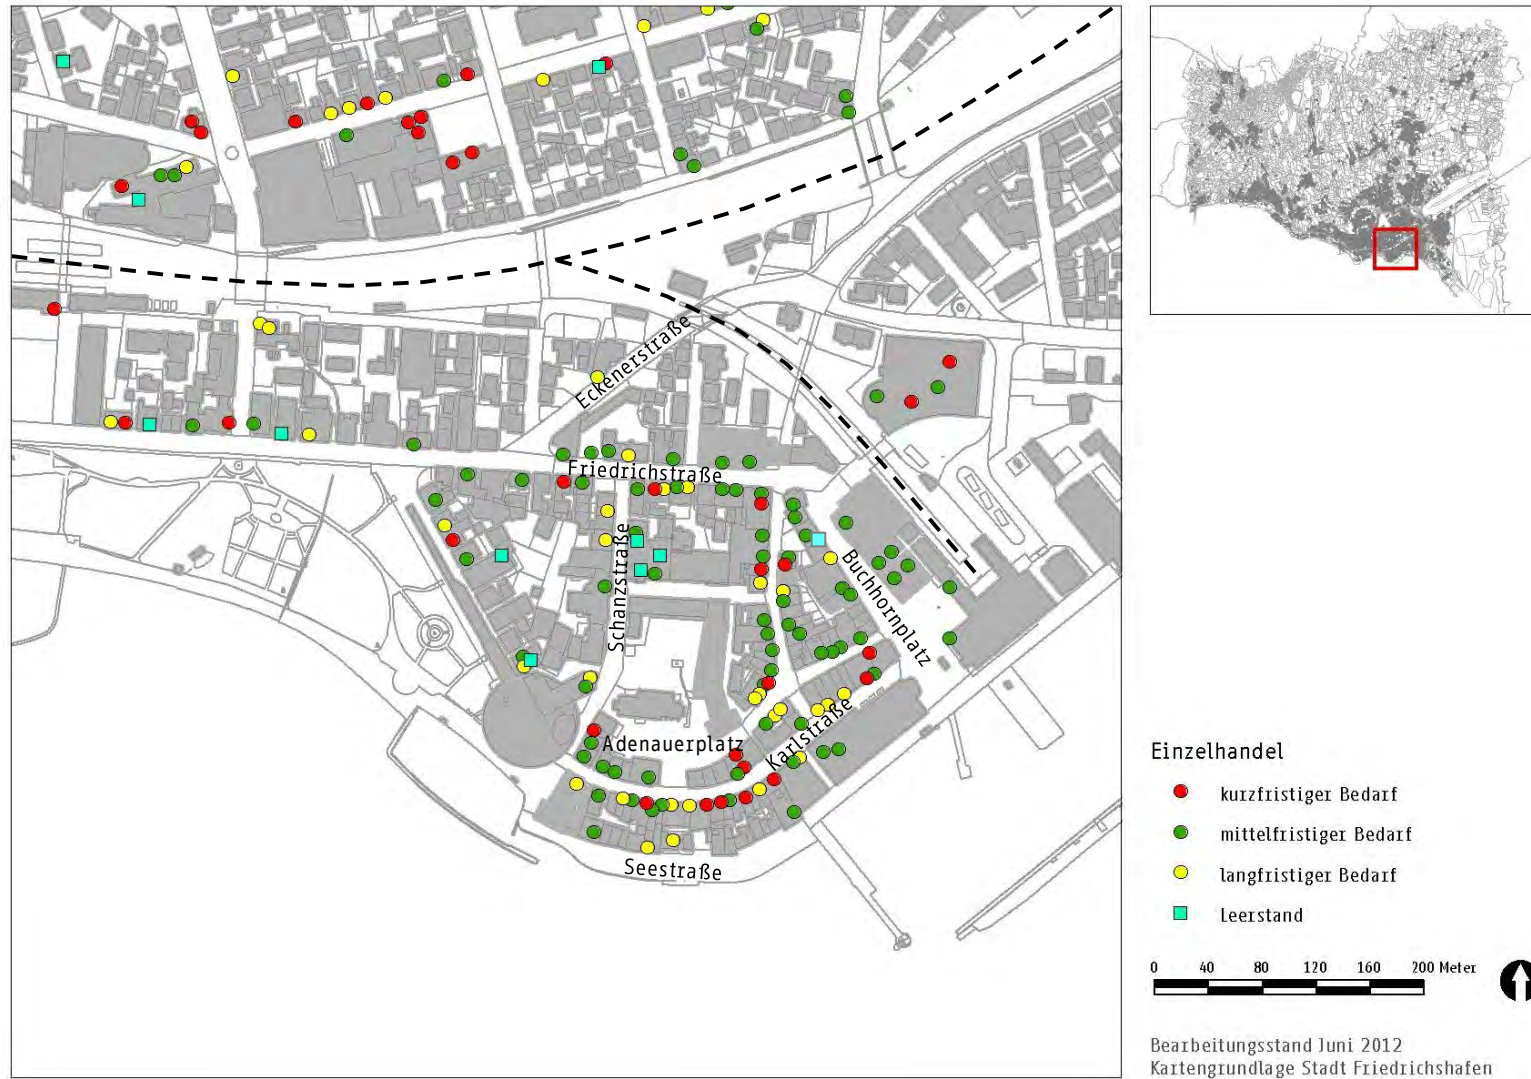 Eckenerstraße
Friedrichstraße
Schanzstraße
Buchhornplatz
Adenauerplatz
Karlstraße
Seestraße
Einzelhandel
kurzfristiger Bedarf
mittelfristiger Bedarf
langfristiger Bedarf
Leerstand
0 40 80 120 160 200 Meter
Bearbeitungsstand Juni 2012
Kartengrundlage Stadt Friedrichshafen